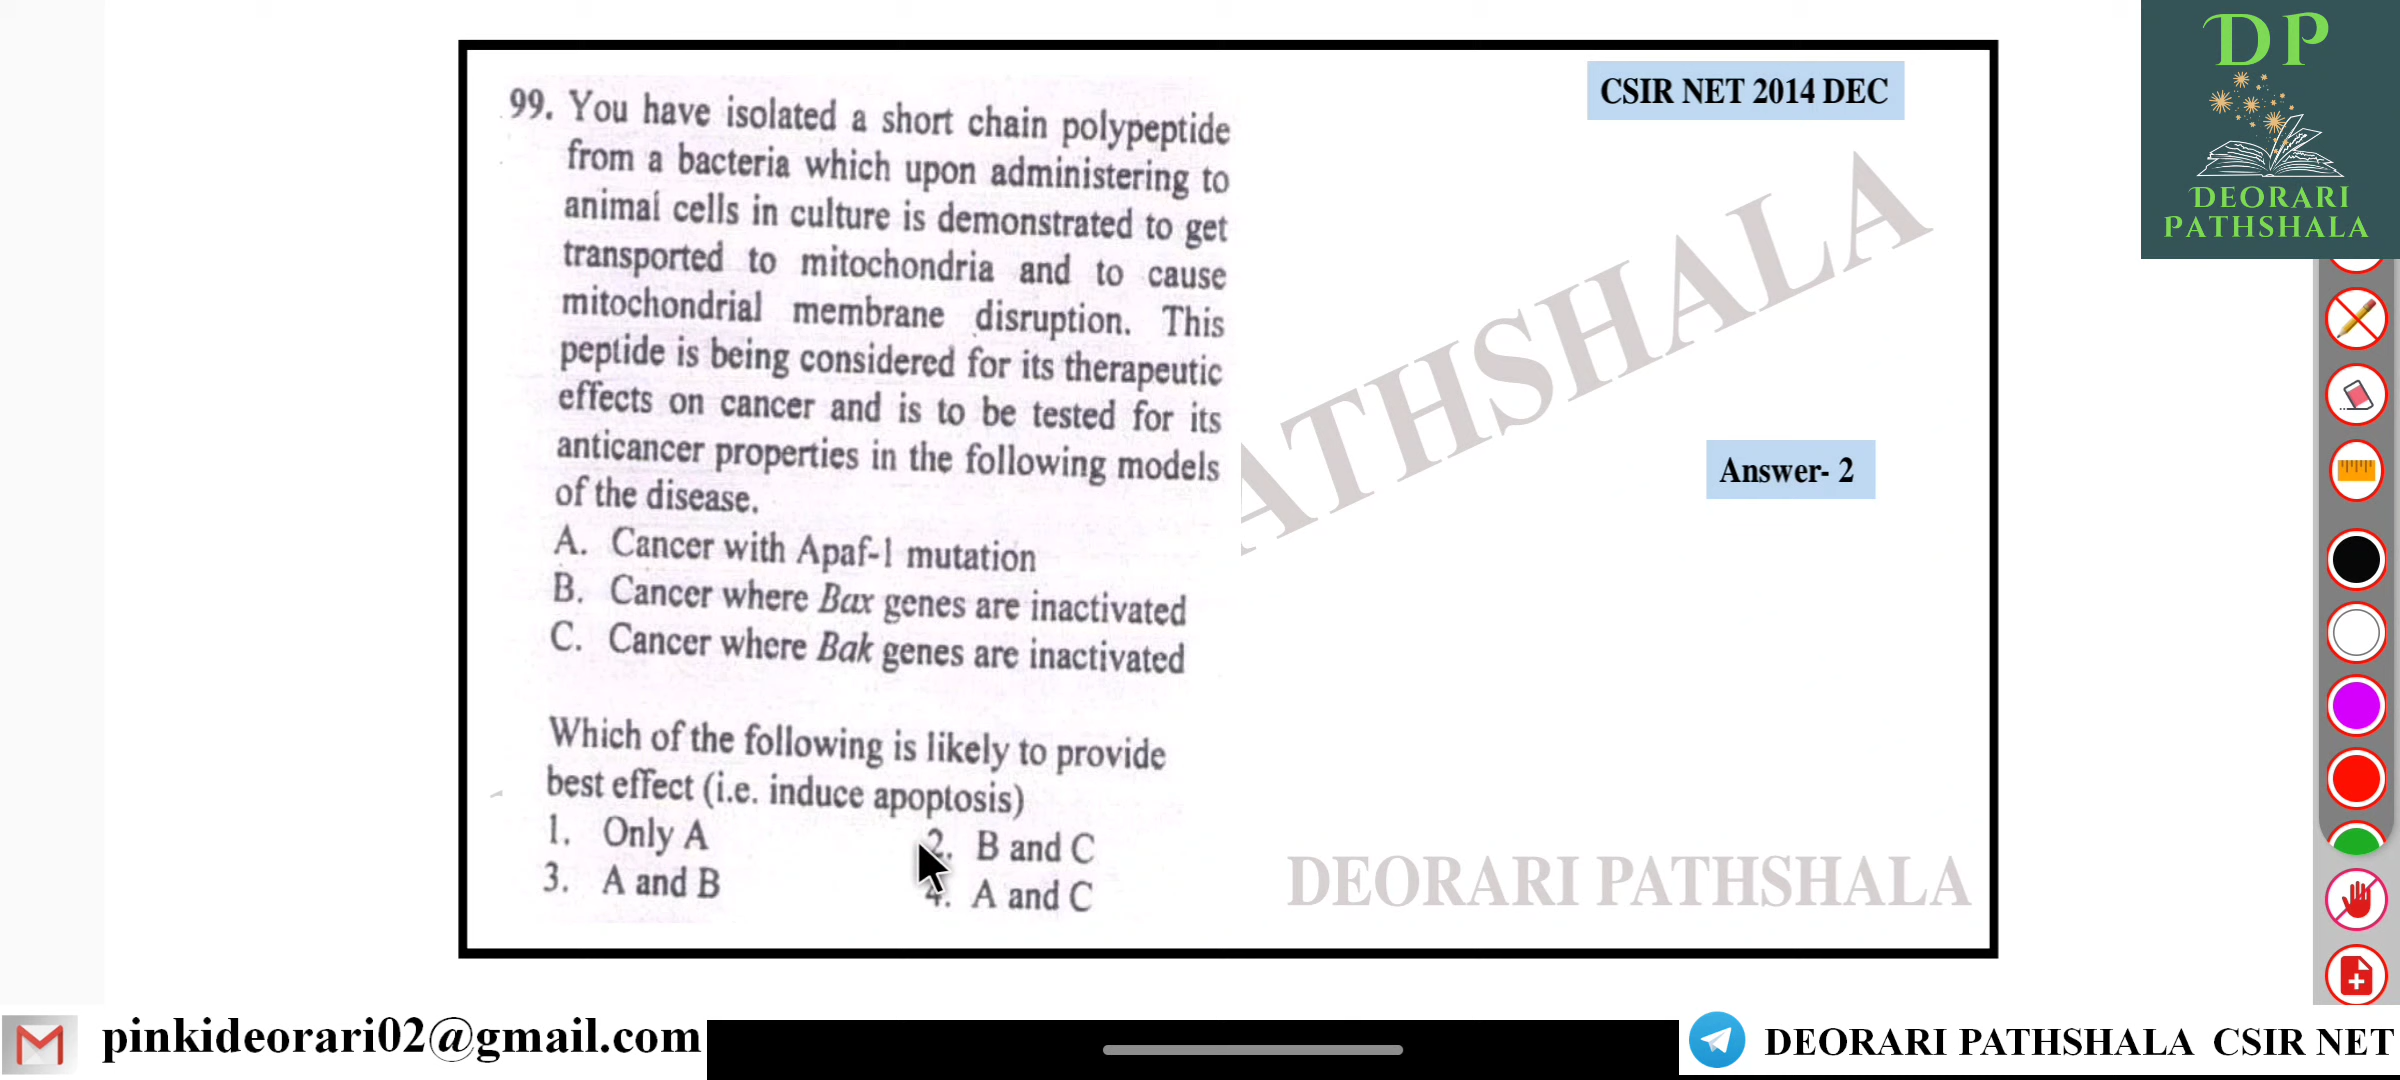 DP
DEORARI
PATHSHALA
CSIR NET 2014 DEC
99. You have isolated a short chain polypeptide
from a bacteria which upon administering to
animal cells in culture is demonstrated to get
transported to mitochondria and to cause
mitochondrial membrane disruption. This
peptide is being considered for its therapeutic
effects on cancer and is to be tested for its
anticancer properties in the following models
of the disease.
A. Cancer with Apaf-1 mutation
B. Cancer where Bax genes are inactivated
C. Cancer where Bak genes are inactivated
Which of the following is likely to provide
best effect (i.e. induce apoptosis)
1. Only A 2. B and C
3. A and B 4. A and C
ATHSHALA
Answer- 2
DEORARI PATHSHALA
pinkideorari02@gmail.com
DEORARI PATHSHALA CSIR NET